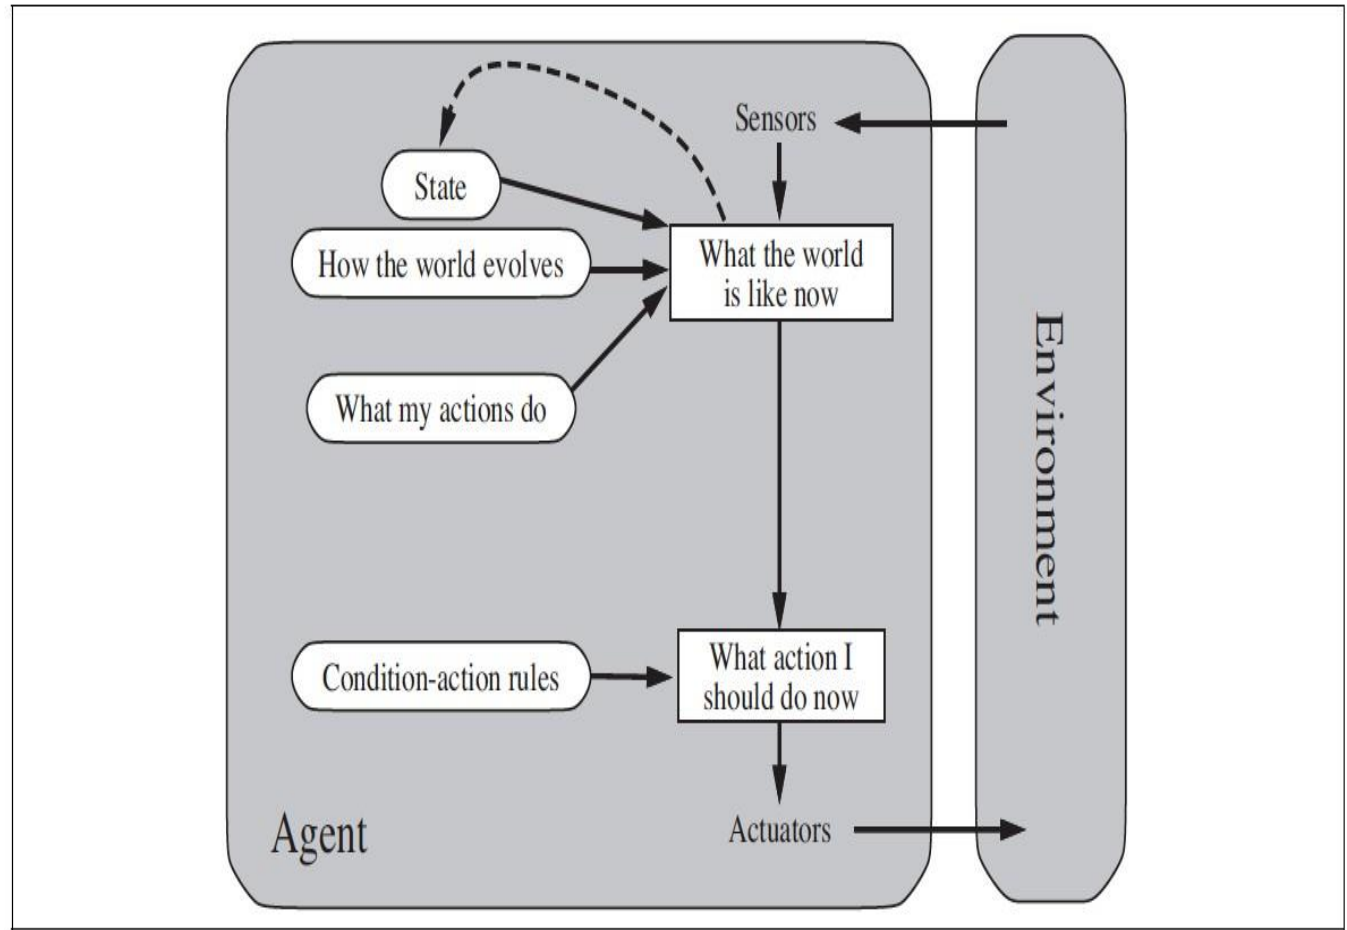 Sensors
State
What the world
is like now
How the world evolves
What my actions do
Environment
Condition-action rules
What action I
should do now
Agent
Actuators